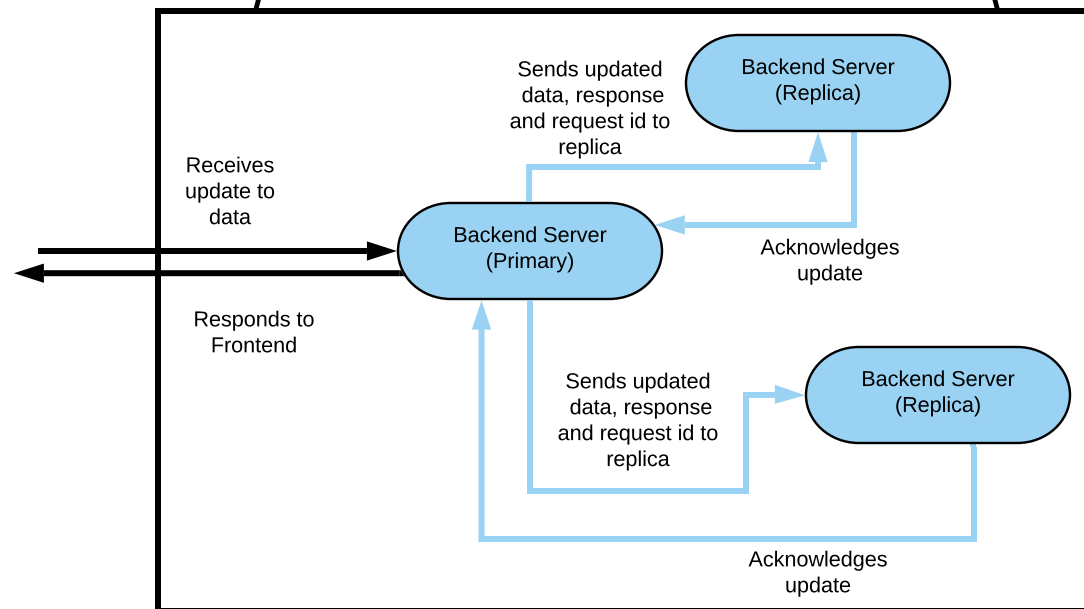 Backend Server
(Replica)
Sends updated
data, response
and request id to
replica
Receives
update to
data
Backend Server
(Primary)
Acknowledges
update
Responds to
Frontend
Sends updated
data, response
and request id to
replica
Backend Server
(Replica)
Acknowledges
update